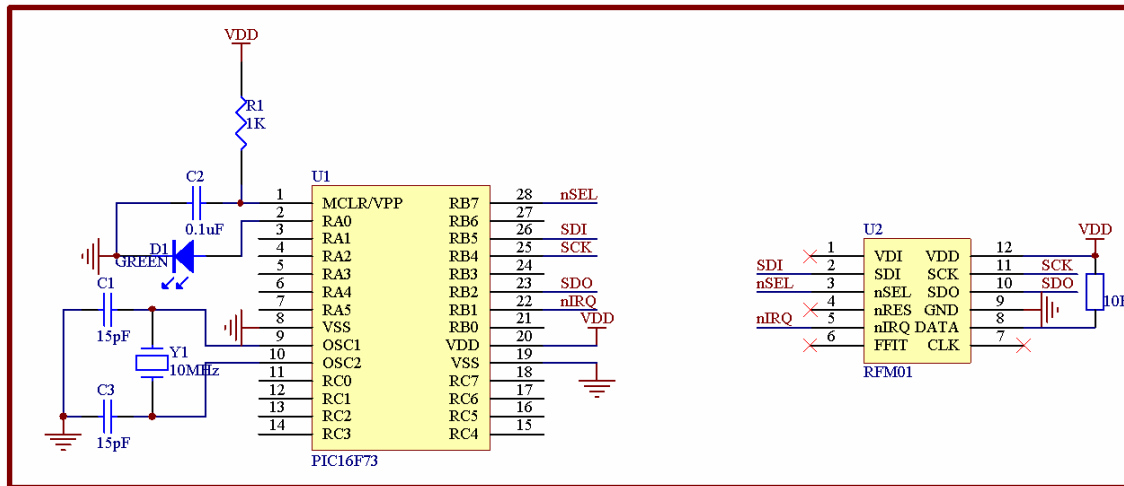 VDD
R1
1K
C2
0.1uF
D1
GREEN
C1
15pF
Y1
10MHz
C3
15pF
U1
1 MCLR/VPP RB7 28 nSEL
2 RA0 RB6 27
3 RA1 RB5 26 SDI
4 RA2 RB4 25 SCK
5 RA3 RB3 24
6 RA4 RB2 23 SDO
7 RA5 RB1 22 nIRQ
8 VSS RB0 21
VDD
9 OSC1 VDD 20
10 OSC2 VSS 19
11 RC0 RC7 18
12 RC1 RC6 17
13 RC2 RC5 16
14 RC3 RC4 15
PIC16F73
U2
VDD
1 VDI VDD 12
SDI 2 SDI SCK 11 SCK
nSEL 3 nSEL SDO 10 SDO
4 nRES GND 9
nIRQ 5 nIRQ DATA 8
6 FFIT CLK 7
RFM01